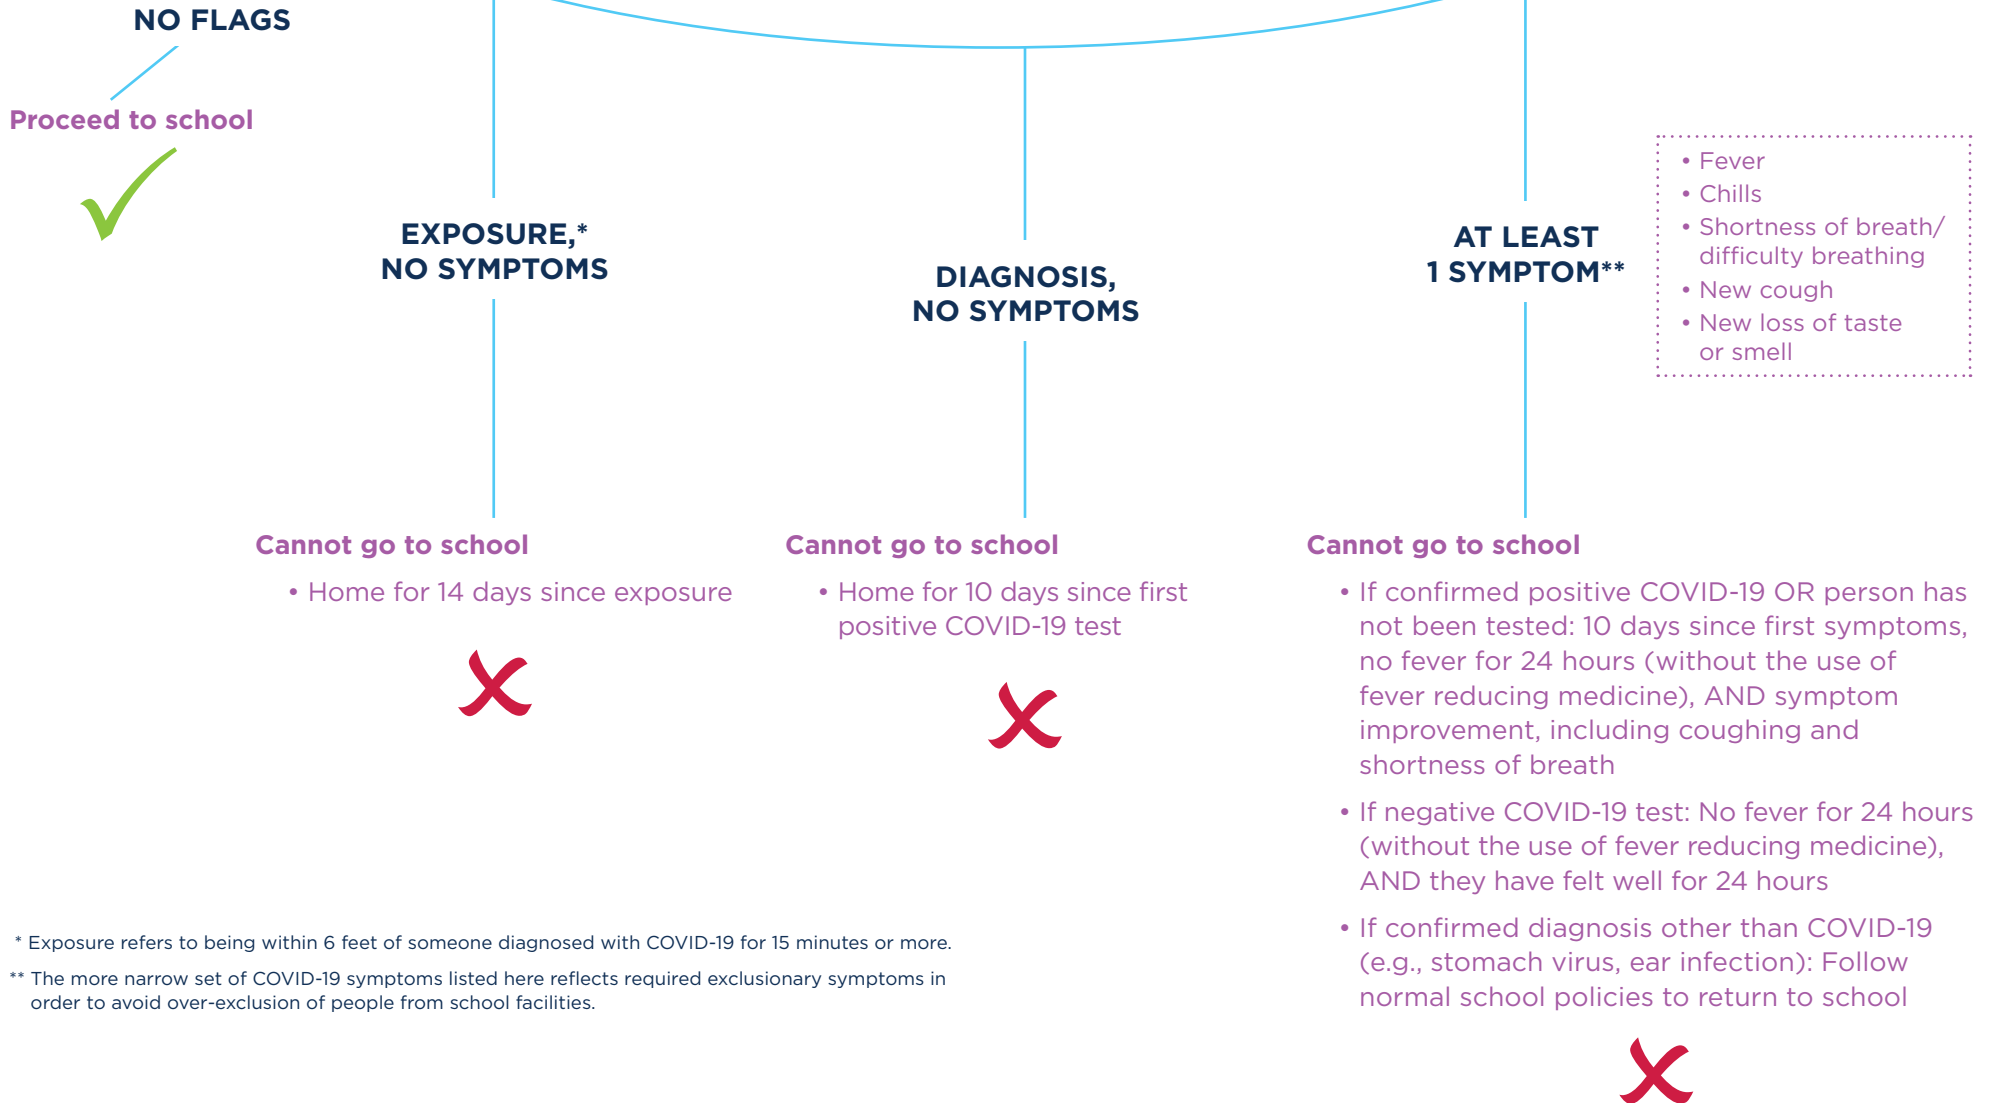 NO FLAGS
Proceed to school
EXPOSURE,*
NO SYMPTOMS
DIAGNOSIS,
NO SYMPTOMS
AT LEAST
1 SYMPTOM**
• Fever
• Chills
• Shortness of breath/
difficulty breathing
• New cough
• New loss of taste
or smell
Cannot go to school
• Home for 14 days since exposure
Cannot go to school
• Home for 10 days since first
positive COVID-19 test
Cannot go to school
• If confirmed positive COVID-19 OR person has
not been tested: 10 days since first symptoms,
no fever for 24 hours (without the use of
fever reducing medicine), AND symptom
improvement, including coughing and
shortness of breath
• If negative COVID-19 test: No fever for 24 hours
(without the use of fever reducing medicine),
AND they have felt well for 24 hours
• If confirmed diagnosis other than COVID-19
(e.g., stomach virus, ear infection): Follow
normal school policies to return to school
* Exposure refers to being within 6 feet of someone diagnosed with COVID-19 for 15 minutes or more.
** The more narrow set of COVID-19 symptoms listed here reflects required exclusionary symptoms in
order to avoid over-exclusion of people from school facilities.